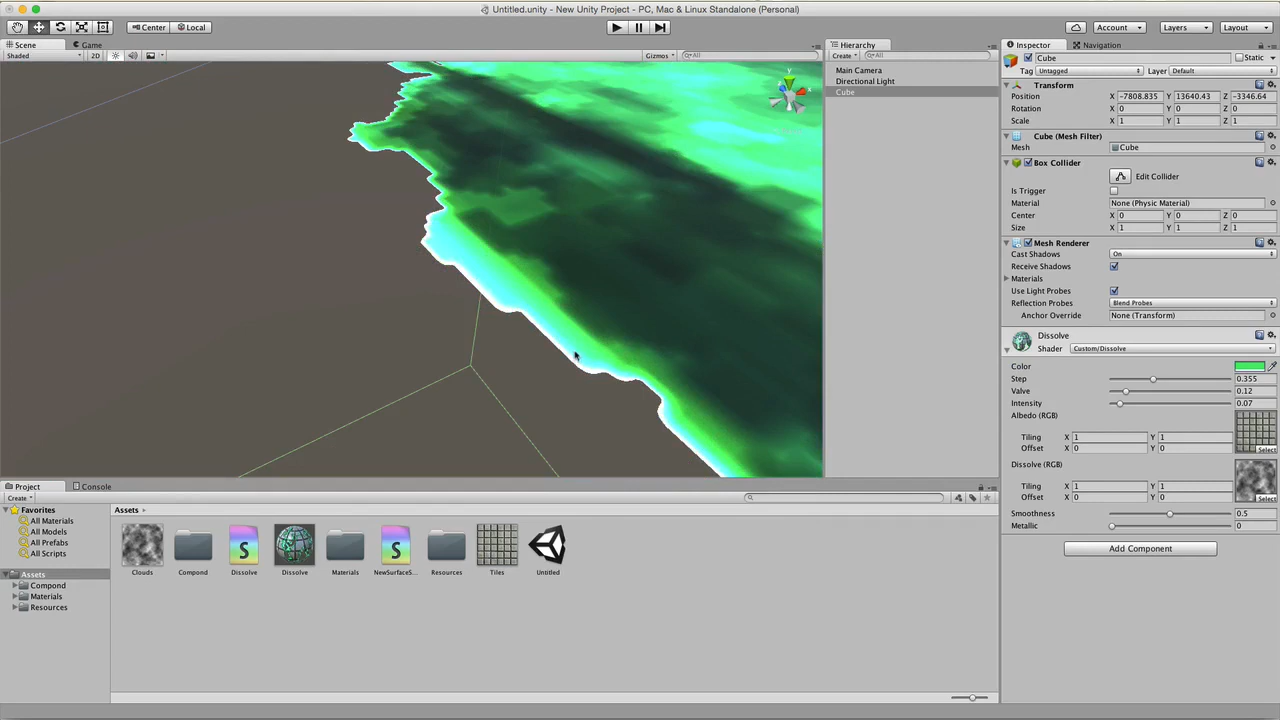 Untitled.unity - New Unity Project - PC, Mac & Linux Standalone (Personal)
Center Local Account Layers Layout
Scene Game
Shaded 2D Gizmos All
y
x
Hierarchy
Create All
Main Camera
Directional Light
Cube
Inspector Navigation
Cube Static
Tag Untagged Layer Default
Transform
Position X -7808.835 Y 13640.43 Z -3346.64
Rotation X 0 Y 0 Z 0
Scale X 1 Y 1 Z 1
Cube (Mesh Filter)
Mesh Cube
Box Collider
Edit Collider
Is Trigger
Material None (Physic Material)
Center X 0 Y 0 Z 0
Size X 1 Y 1 Z 1
Mesh Renderer
Cast Shadows On
Receive Shadows
Materials
Use Light Probes
Reflection Probes Blend Probes
Anchor Override None (Transform)
Dissolve
Shader Custom/Dissolve
Color
Step 0.355
Valve 0.12
Intensity 0.07
Albedo (RGB)
Tiling X 1 Y 1
Offset X 0 Y 0
Select
Dissolve (RGB)
Tiling X 1 Y 1
Offset X 0 Y 0
Select
Smoothness 0.5
Metallic 0
Add Component
Project Console
Create
Favorites
All Materials
All Models
All Prefabs
All Scripts
Assets
Compond
Materials
Resources
Assets
Clouds Compond Dissolve Dissolve Materials NewSurfaceS... Resources Tiles Untitled